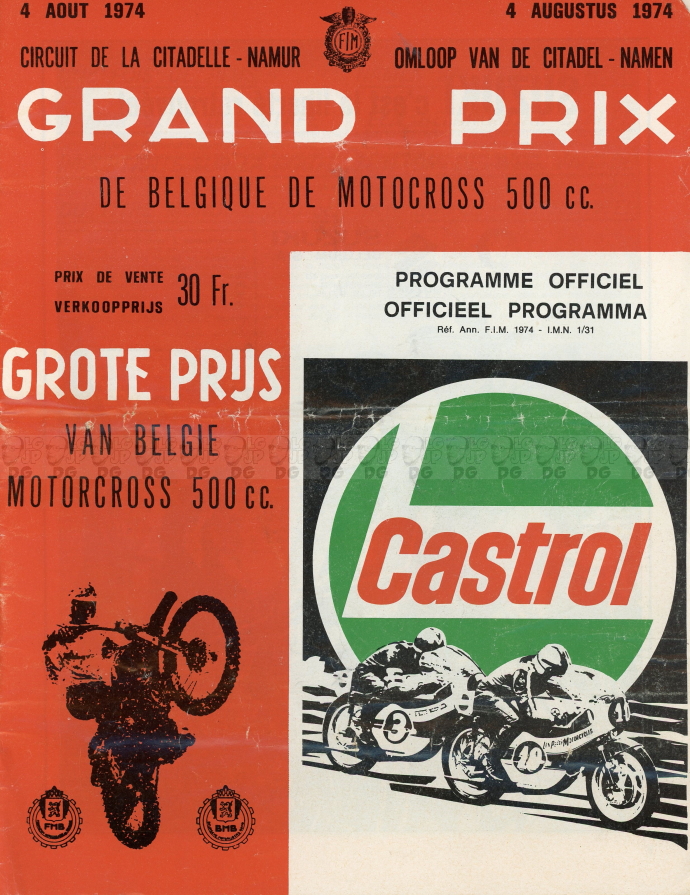 4 AOUT 1974
4 AUGUSTUS 1974
FIM
CIRCUIT DE LA CITADELLE - NAMUR
OMLOOP VAN DE CITADEL - NAMEN
GRAND PRIX
DE BELGIQUE DE MOTOCROSS 500 cc.
PRIX DE VENTE
VERKOOPPRIJS
30 Fr.
PROGRAMME OFFICIEL
OFFICIEEL PROGRAMMA
Réf. Ann. F.I.M. 1974 - I.M.N. 1/31
GROTE PRIJS
VAN BELGIE
MOTORCROSS 500 cc.
Castrol
3
FMB
BMB